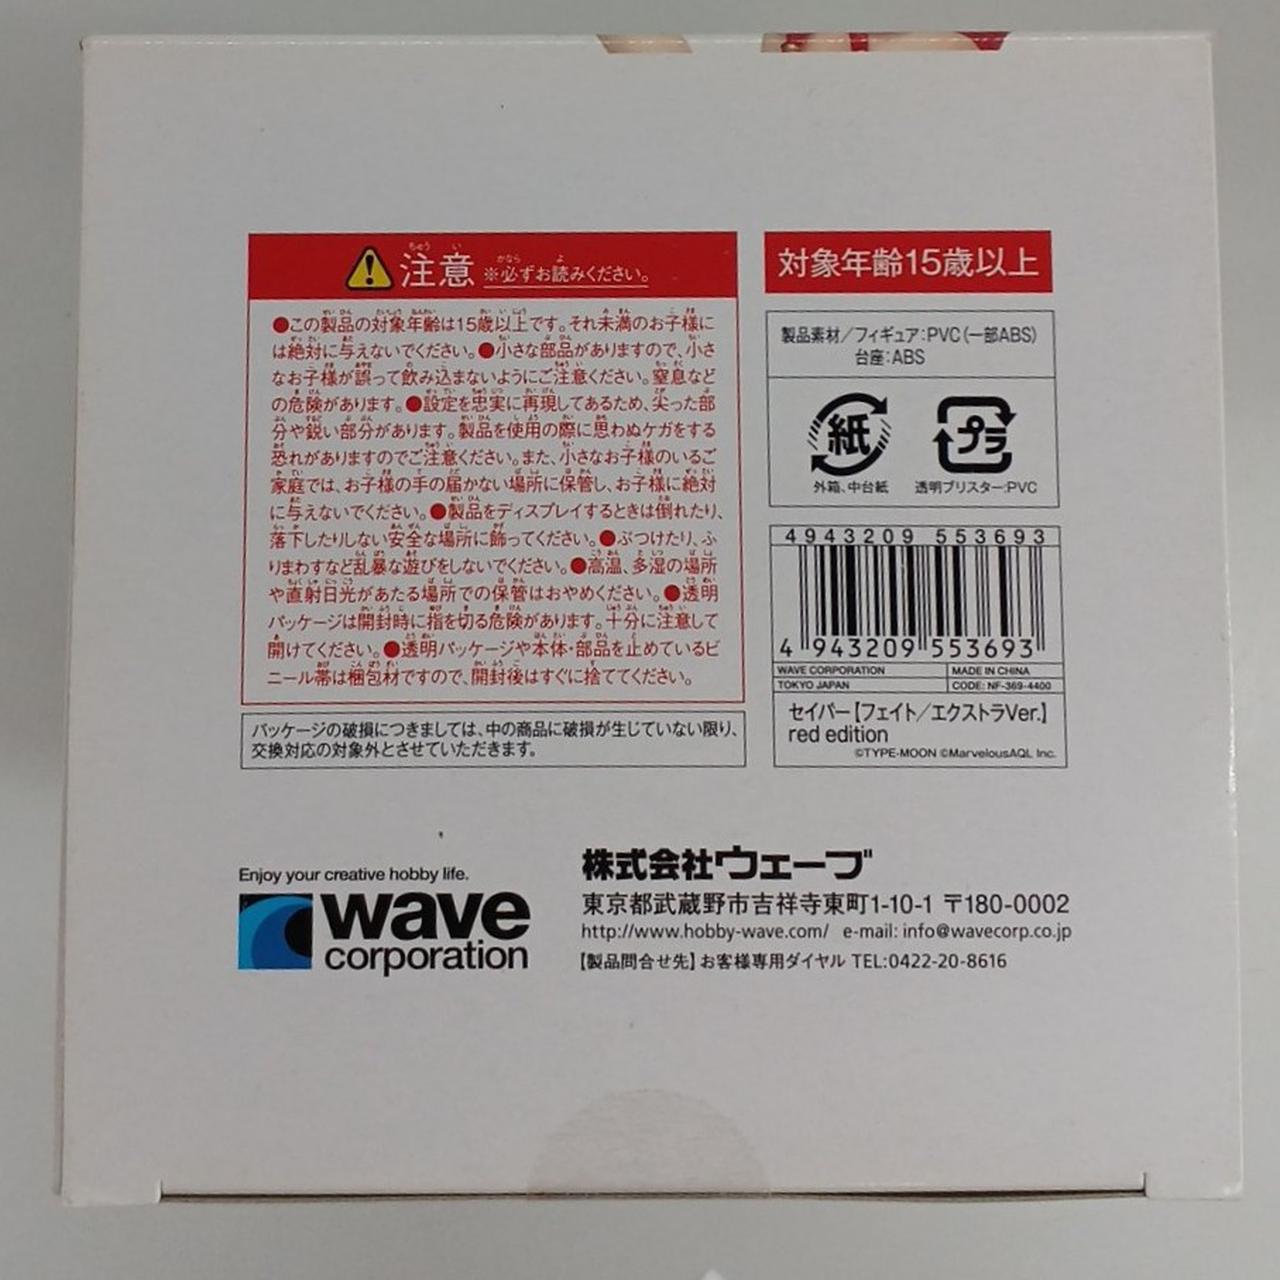 注意 ※必ずお読みください。
●この製品の対象年齢は15歳以上です。それ未満のお子様に
は絶対に与えないでください。●小さな部品がありますので、小さ
なお子様が誤って飲み込まないようにご注意ください。窒息など
の危険があります。●設定を忠実に再現してあるため、尖った部
分や鋭い部分があります。製品を使用の際に思わぬケガをする
恐れがありますのでご注意ください。また、小さなお子様のいるご
家庭では、お子様の手の届かない場所に保管し、お子様に絶対
に与えないでください。●製品をディスプレイするときは倒れたり、
落下したりしない安全な場所に飾ってください。●ぶつけたり、ふ
りまわすなど乱暴な遊びをしないでください。●高温、多湿の場所
や直射日光があたる場所での保管はおやめください。●透明
パッケージは開封時に指を切る危険があります。十分に注意して
開けてください。●透明パッケージや本体・部品を止めているビ
ニール帯は梱包材ですので、開封後はすぐに捨ててください。
パッケージの破損につきましては、中の商品に破損が生じていない限り、
交換対応の対象外とさせていただきます。
対象年齢15歳以上
製品素材／フィギュア:PVC(一部ABS)
台座:ABS
紙 プラ
外箱、中台紙 透明ブリスター:PVC
4943209 553693
4 943209 553693
WAVE CORPORATION MADE IN CHINA
TOKYO JAPAN CODE: NF-369-4400
セイバー【フェイト／エクストラVer.】
red edition
©TYPE-MOON ©MarvelousAQL Inc.
Enjoy your creative hobby life.
wave
corporation
株式会社ウェーブ
東京都武蔵野市吉祥寺東町1-10-1 〒180-0002
http://www.hobby-wave.com/ e-mail: info@wavecorp.co.jp
【製品問合せ先】お客様専用ダイヤル TEL:0422-20-8616